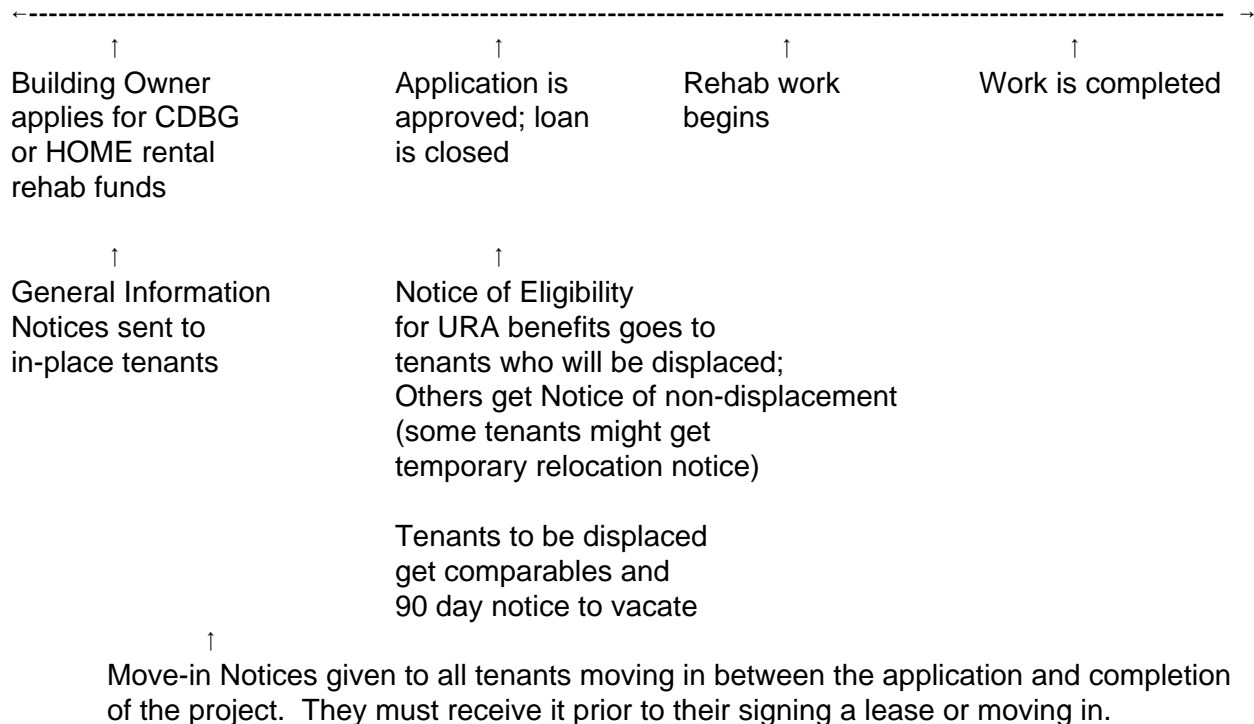 ←---------------------------------------------------------------------------------------------------------------- →
↑ ↑ ↑ ↑
Building Owner Application is Rehab work Work is completed
applies for CDBG approved; loan begins
or HOME rental is closed
rehab funds
↑ ↑
General Information Notice of Eligibility
Notices sent to for URA benefits goes to
in-place tenants tenants who will be displaced;
Others get Notice of non-displacement
(some tenants might get
temporary relocation notice)
Tenants to be displaced
get comparables and
90 day notice to vacate
↑
Move-in Notices given to all tenants moving in between the application and completion
of the project. They must receive it prior to their signing a lease or moving in.